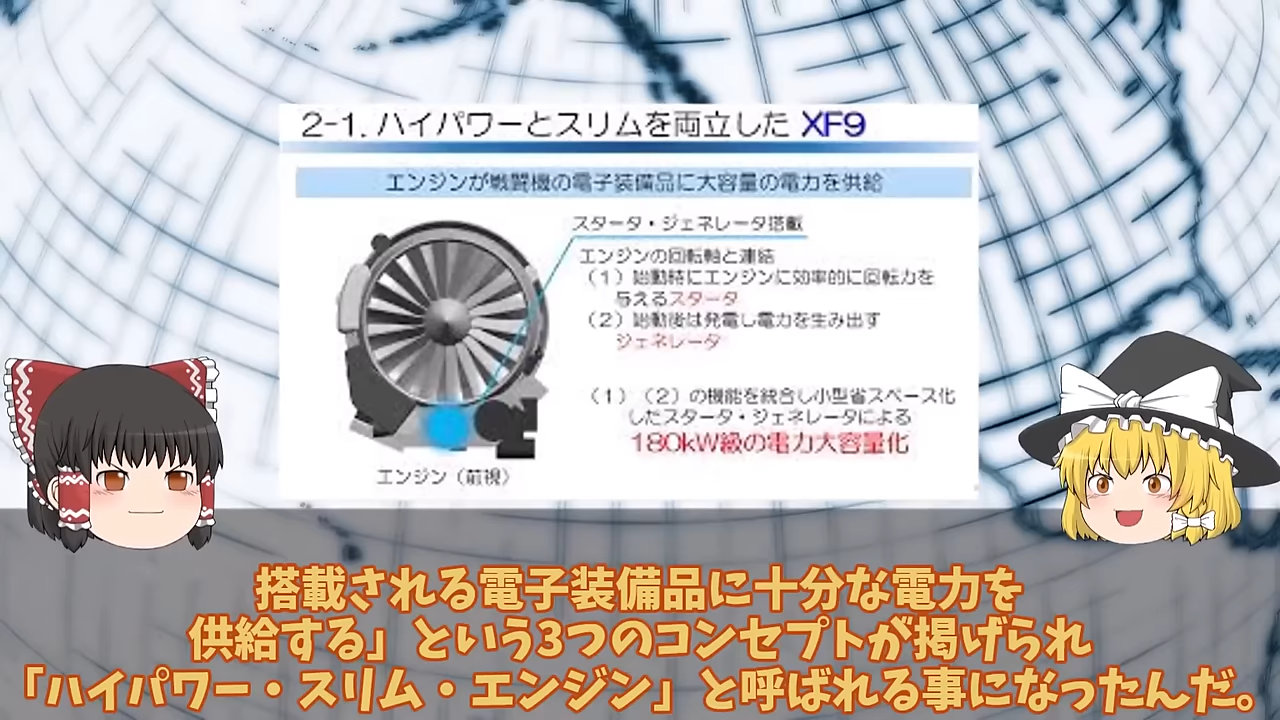 2-1. ハイパワーとスリムを両立した XF9
エンジンが戦闘機の電子装備品に大容量の電力を供給
スタータ・ジェネレータ搭載
エンジンの回転軸と連結
（1）始動時にエンジンに効率的に回転力を
与えるスタータ
（2）始動後は発電し電力を生み出す
ジェネレータ
（1）（2）の機能を統合し小型省スペース化
したスタータ・ジェネレータによる
180kW級の電力大容量化
エンジン（前視）
搭載される電子装備品に十分な電力を
供給する」という3つのコンセプトが掲げられ
「ハイパワー・スリム・エンジン」と呼ばれる事になったんだ。